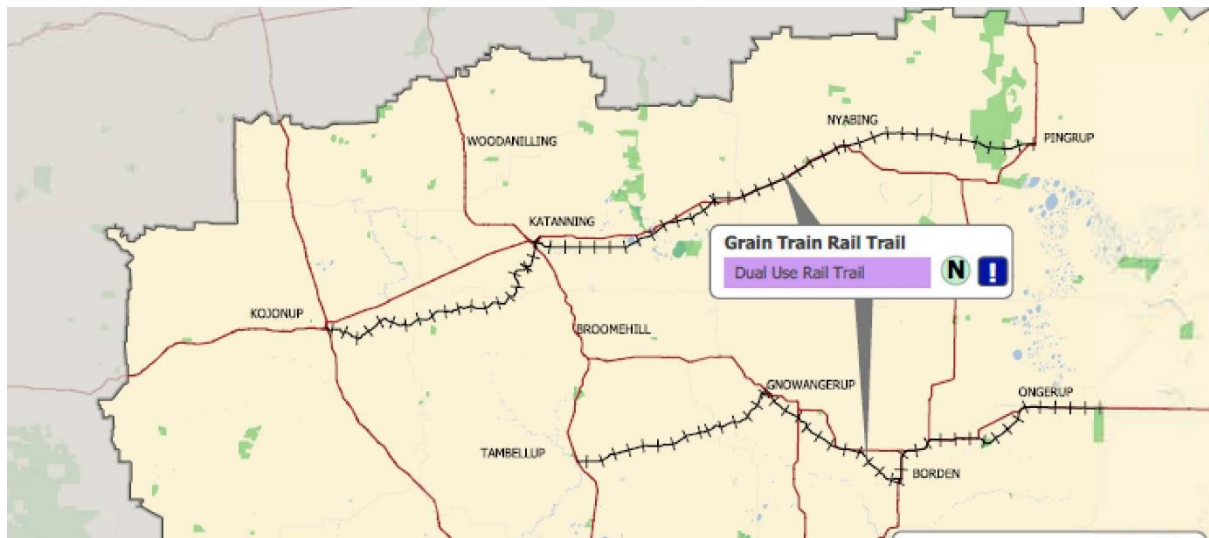 NYABING
PINGRUP
WOODANILLING
KATANNING
Grain Train Rail Trail
Dual Use Rail Trail
N
!
KOJONUP
BROOMEHILL
GNOWANGERUP
ONGERUP
TAMBELLUP
BORDEN